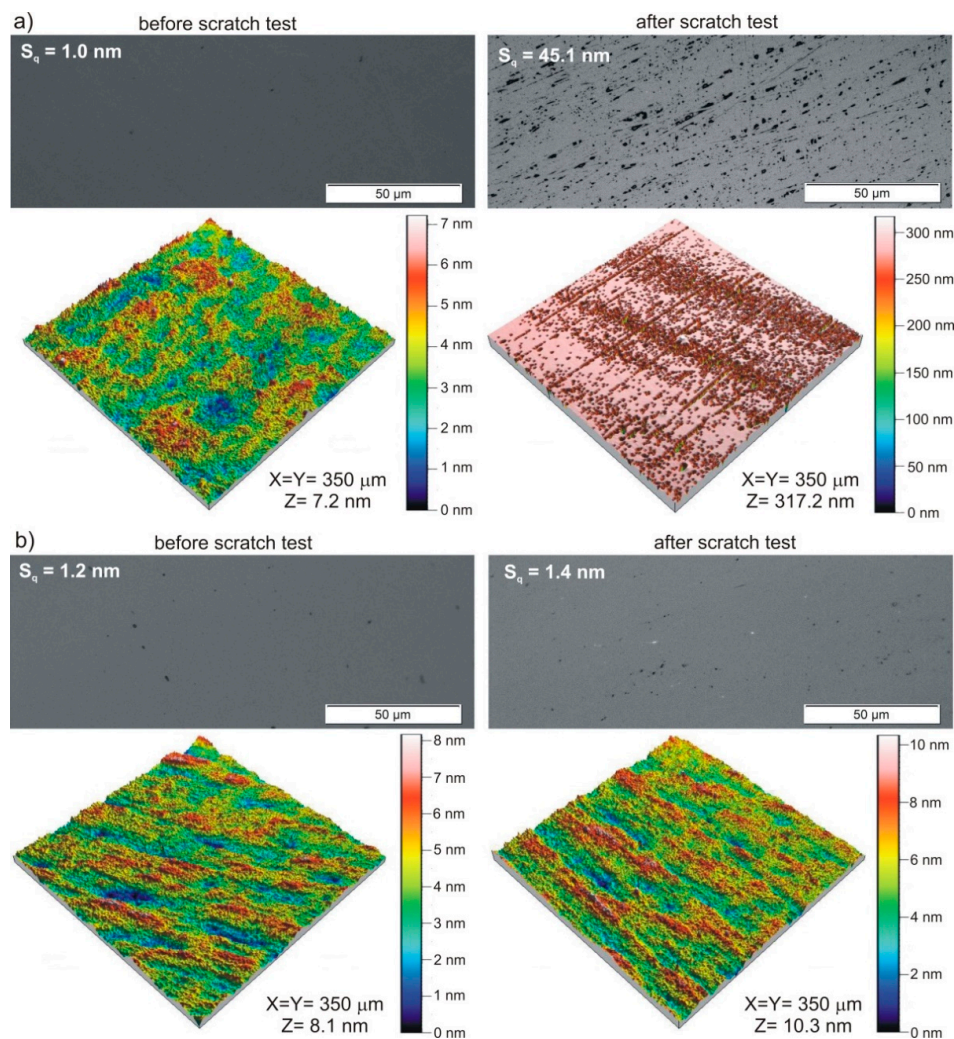 a)
before scratch test
after scratch test
Sq = 1.0 nm
Sq = 45.1 nm
50 µm
50 µm
7 nm
6 nm
5 nm
4 nm
3 nm
2 nm
1 nm
0 nm
X=Y= 350 µm
Z= 7.2 nm
300 nm
250 nm
200 nm
150 nm
100 nm
50 nm
0 nm
X=Y= 350 µm
Z= 317.2 nm
b)
before scratch test
after scratch test
Sq = 1.2 nm
Sq = 1.4 nm
50 µm
50 µm
8 nm
7 nm
6 nm
5 nm
4 nm
3 nm
2 nm
1 nm
0 nm
X=Y= 350 µm
Z= 8.1 nm
10 nm
8 nm
6 nm
4 nm
2 nm
0 nm
X=Y= 350 µm
Z= 10.3 nm